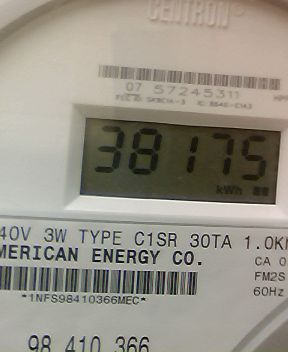 CENTRON®
07 57245311
38175
kWh
40V 3W TYPE C1SR 30TA 1.0K
MERICAN ENERGY CO.
CA 0
FM2S
60Hz
*1NFS98410366MEC*
98 410 366